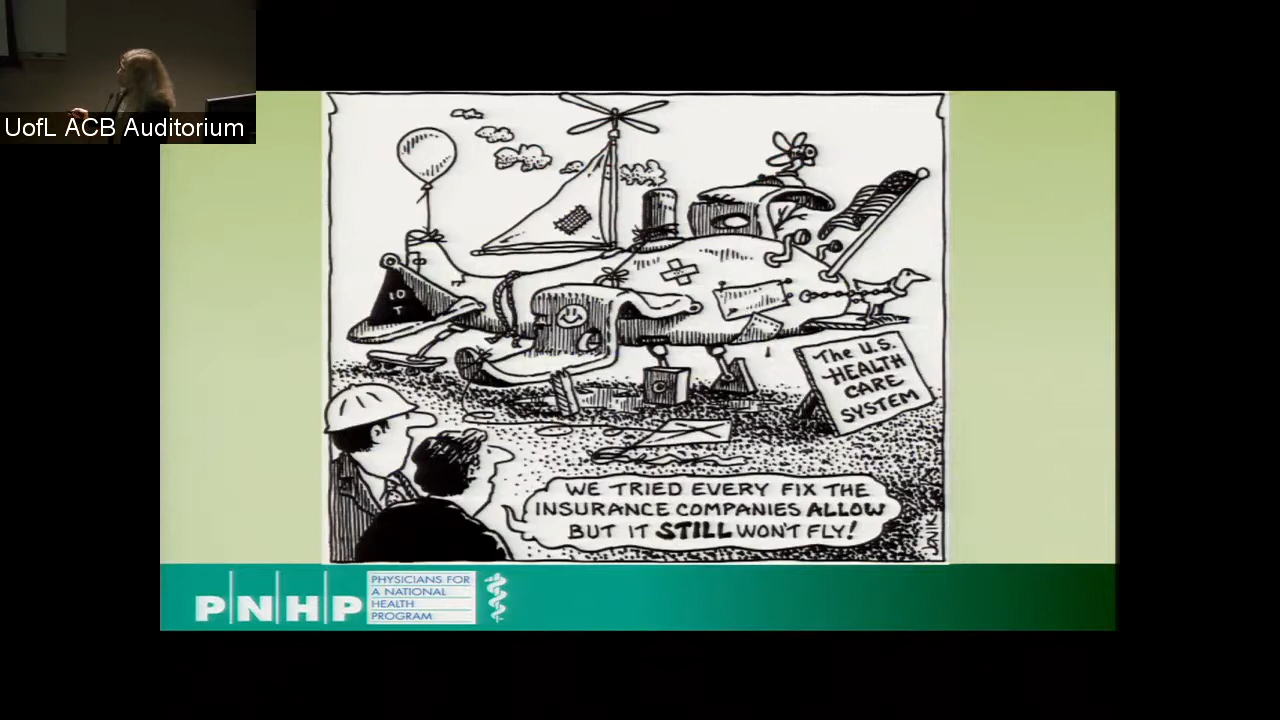 UofL ACB Auditorium
10
T
The U.S.
HEALTH
CARE
SYSTEM
WE TRIED EVERY FIX THE
INSURANCE COMPANIES ALLOW
BUT IT STILL WON'T FLY!
PNHP
PHYSICIANS FOR
A NATIONAL
HEALTH
PROGRAM